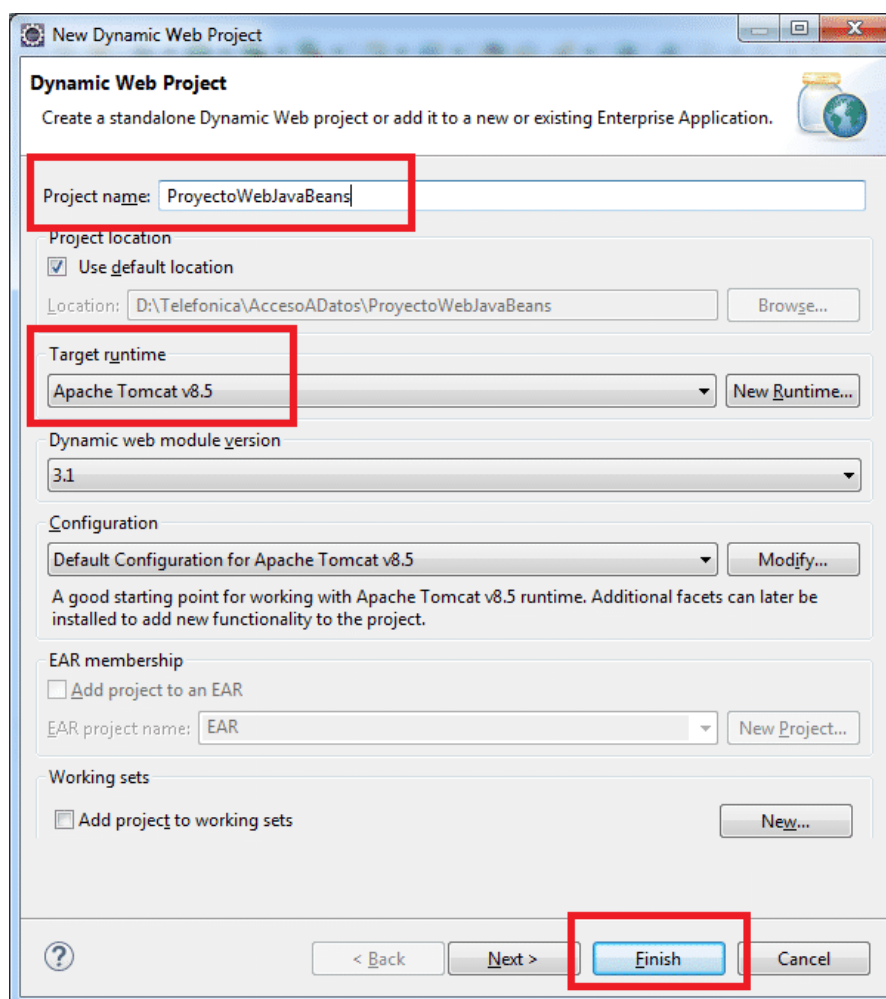 New Dynamic Web Project
Dynamic Web Project
Create a standalone Dynamic Web project or add it to a new or existing Enterprise Application.
Project name: ProyectoWebJavaBeans
Project location
Use default location
Location: D:\Telefonica\AccesoADatos\ProyectoWebJavaBeans Browse...
Target runtime
Apache Tomcat v8.5 New Runtime...
Dynamic web module version
3.1
Configuration
Default Configuration for Apache Tomcat v8.5 Modify...
A good starting point for working with Apache Tomcat v8.5 runtime. Additional facets can later be
installed to add new functionality to the project.
EAR membership
Add project to an EAR
EAR project name: EAR New Project...
Working sets
Add project to working sets New...
? < Back Next > Finish Cancel